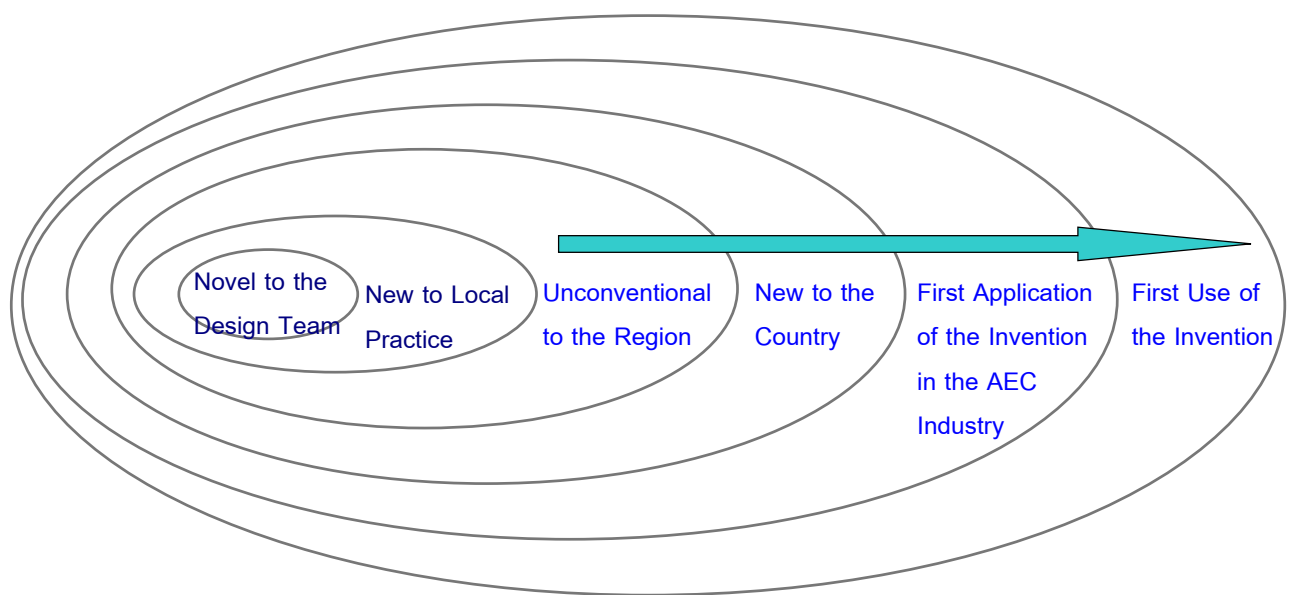 Novel to the
Design Team
New to Local
Practice
Unconventional
to the Region
New to the
Country
First Application
of the Invention
in the AEC
Industry
First Use of
the Invention